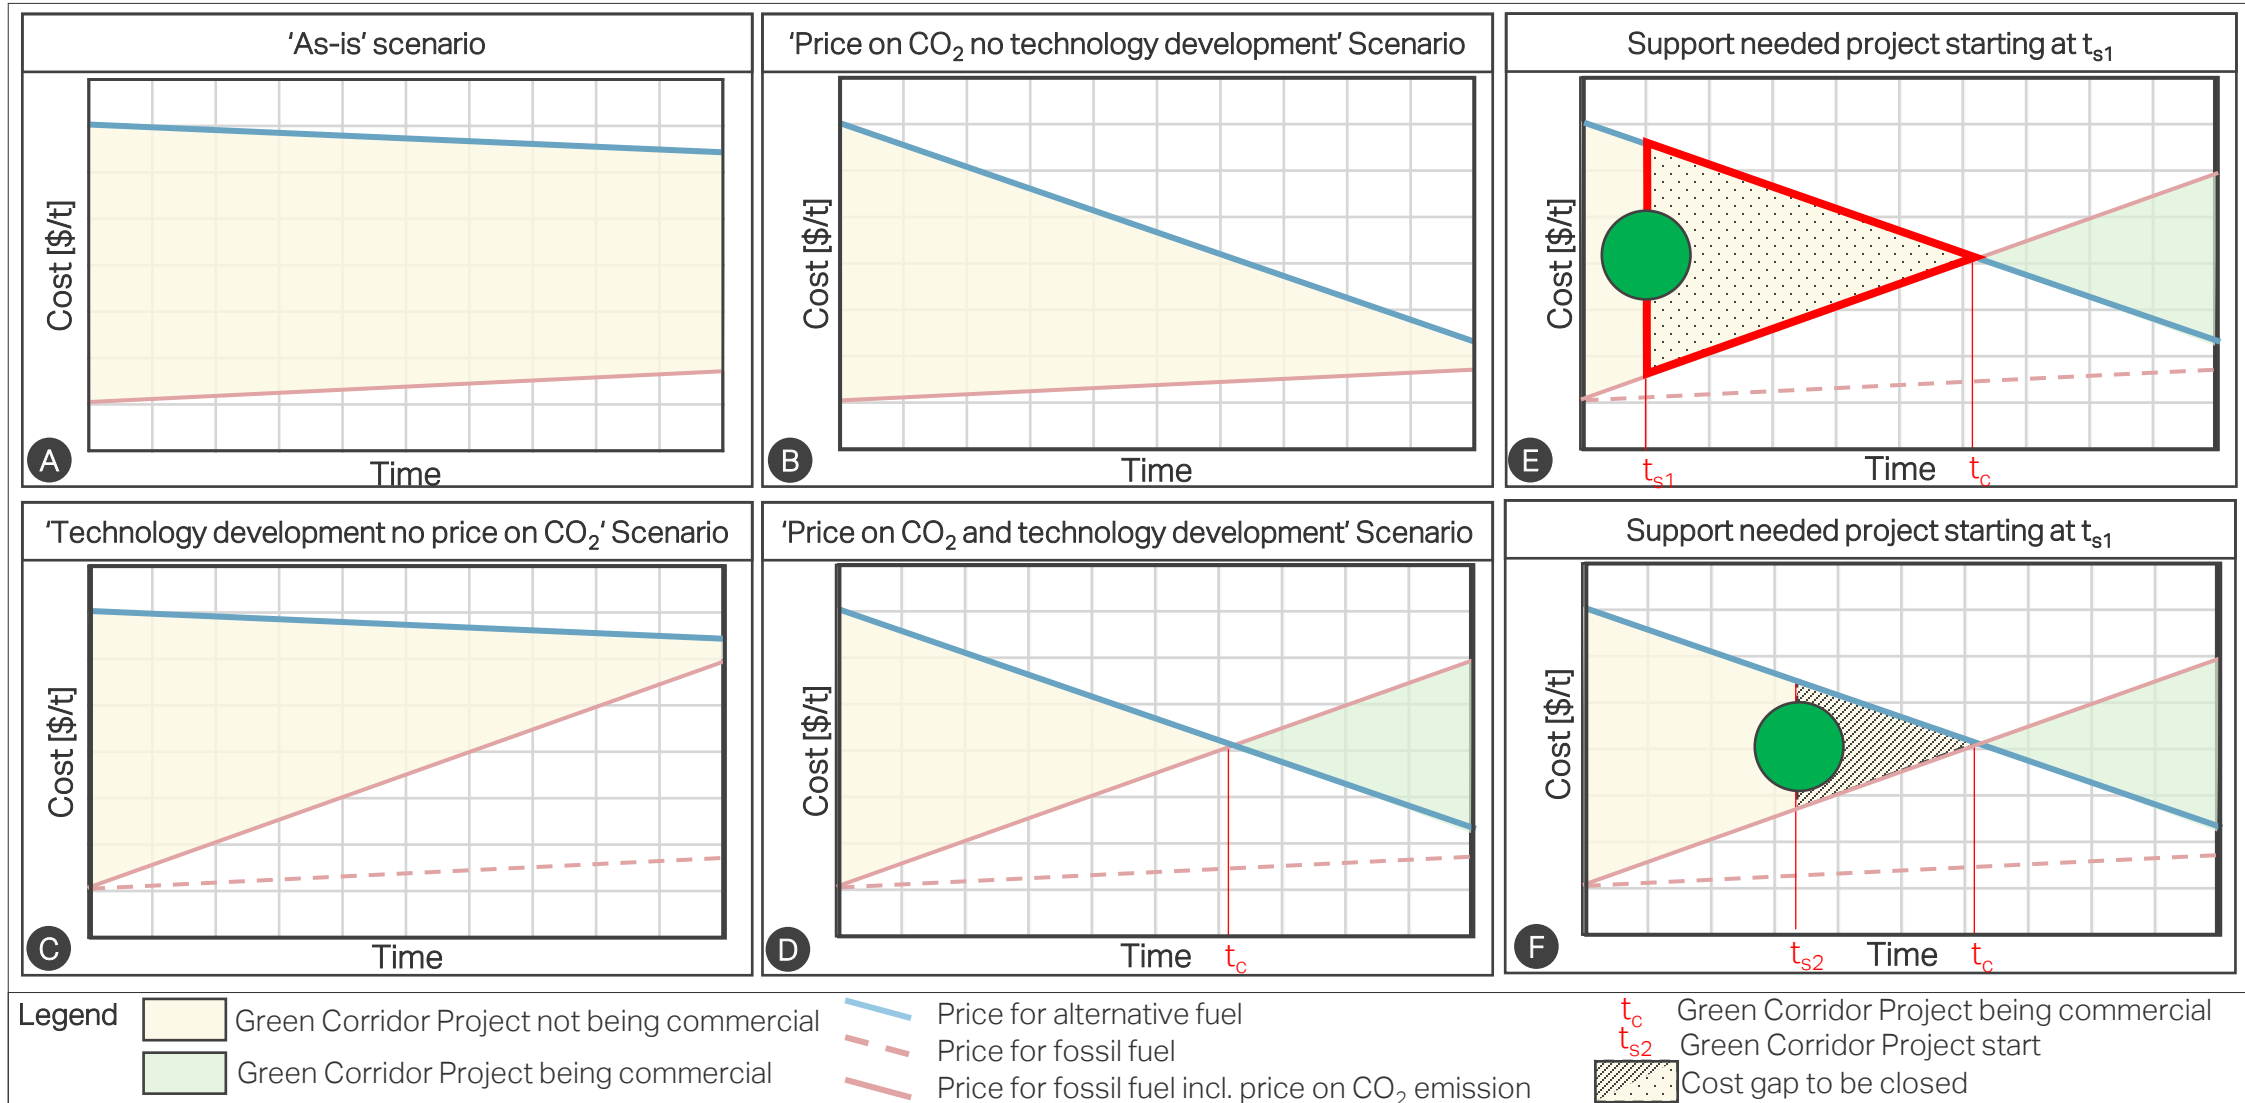 ‘As-is’ scenario
Cost [$/t]
Time
A
‘Price on CO₂ no technology development’ Scenario
Cost [$/t]
Time
B
Support needed project starting at tₛ₁
Cost [$/t]
tₛ₁
Time
t꜀
E
‘Technology development no price on CO₂‘ Scenario
Cost [$/t]
Time
C
‘Price on CO₂ and technology development’ Scenario
Cost [$/t]
Time
t꜀
D
Support needed project starting at tₛ₁
Cost [$/t]
tₛ₂
Time
t꜀
F
Legend
Green Corridor Project not being commercial
Green Corridor Project being commercial
Price for alternative fuel
Price for fossil fuel
Price for fossil fuel incl. price on CO₂ emission
t꜀ Green Corridor Project being commercial
tₛ₂ Green Corridor Project start
Cost gap to be closed